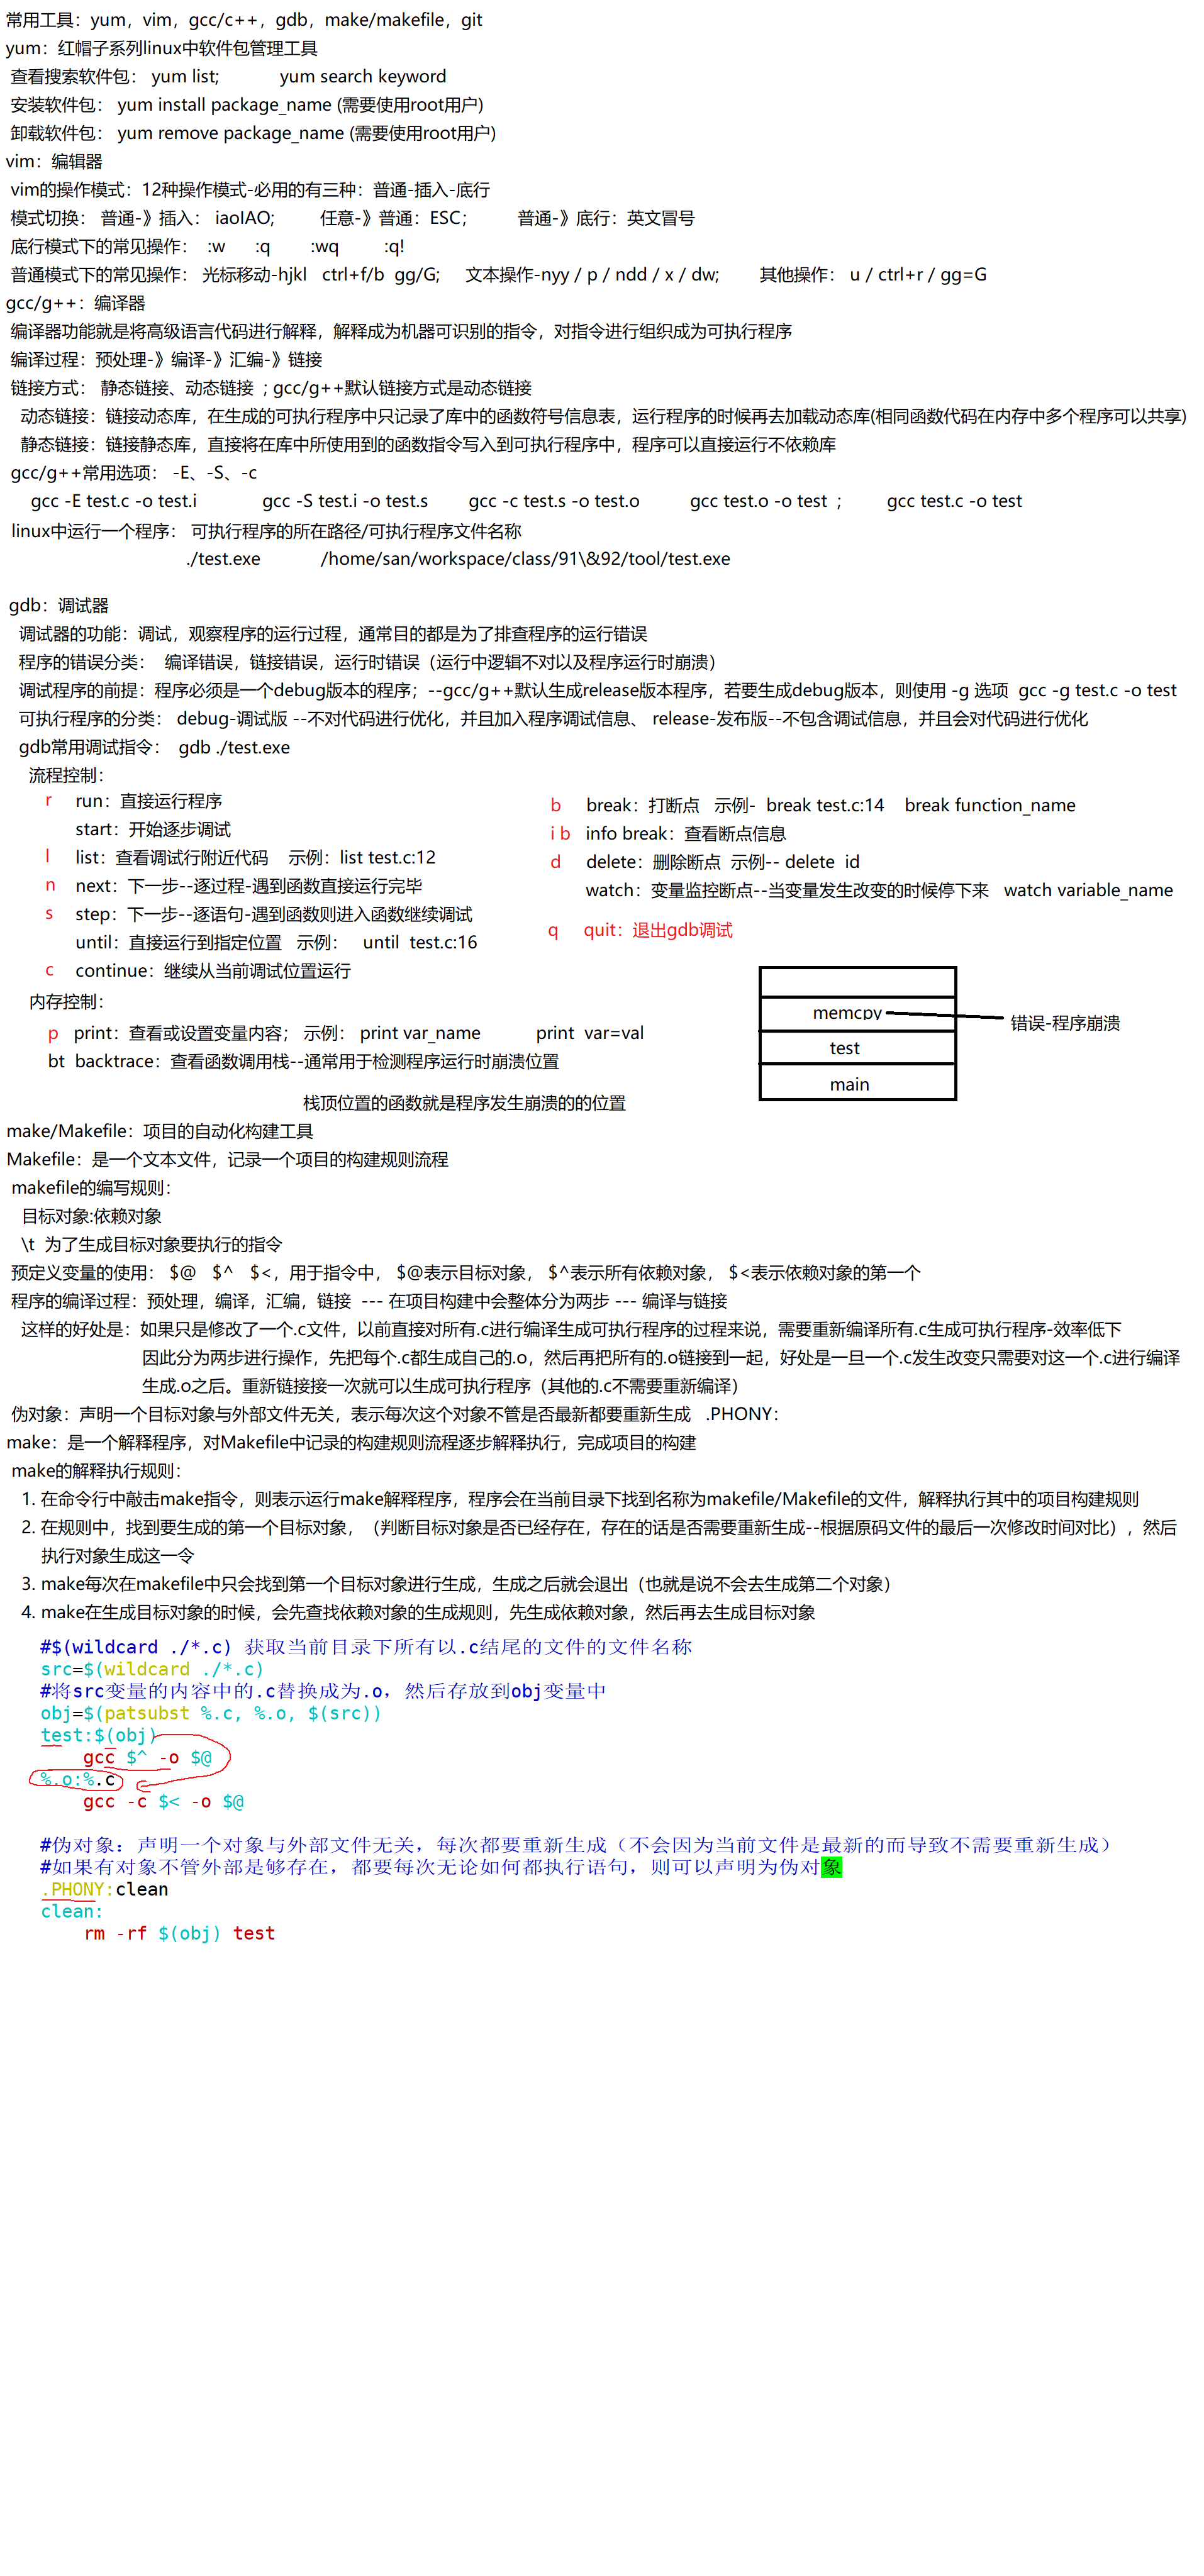 常用工具：yum，vim，gcc/c++，gdb，make/makefile，git
yum：红帽子系列linux中软件包管理工具
查看搜索软件包： yum list; yum search keyword
安装软件包： yum install package_name (需要使用root用户)
卸载软件包： yum remove package_name (需要使用root用户)
vim：编辑器
vim的操作模式：12种操作模式-必用的有三种：普通-插入-底行
模式切换： 普通-》插入： iaoIAO; 任意-》普通：ESC； 普通-》底行：英文冒号
底行模式下的常见操作： :w :q :wq :q!
普通模式下的常见操作： 光标移动-hjkl ctrl+f/b gg/G; 文本操作-nyy / p / ndd / x / dw; 其他操作： u / ctrl+r / gg=G
gcc/g++：编译器
编译器功能就是将高级语言代码进行解释，解释成为机器可识别的指令，对指令进行组织成为可执行程序
编译过程：预处理-》编译-》汇编-》链接
链接方式： 静态链接、动态链接 ; gcc/g++默认链接方式是动态链接
动态链接：链接动态库，在生成的可执行程序中只记录了库中的函数符号信息表，运行程序的时候再去加载动态库(相同函数代码在内存中多个程序可以共享)
静态链接：链接静态库，直接将在库中所使用到的函数指令写入到可执行程序中，程序可以直接运行不依赖库
gcc/g++常用选项： -E、-S、-c
gcc -E test.c -o test.i gcc -S test.i -o test.s gcc -c test.s -o test.o gcc test.o -o test ; gcc test.c -o test
linux中运行一个程序： 可执行程序的所在路径/可执行程序文件名称
./test.exe /home/san/workspace/class/91\&92/tool/test.exe
gdb：调试器
调试器的功能：调试，观察程序的运行过程，通常目的都是为了排查程序的运行错误
程序的错误分类： 编译错误，链接错误，运行时错误（运行中逻辑不对以及程序运行时崩溃）
调试程序的前提：程序必须是一个debug版本的程序；--gcc/g++默认生成release版本程序，若要生成debug版本，则使用 -g 选项 gcc -g test.c -o test
可执行程序的分类： debug-调试版 --不对代码进行优化，并且加入程序调试信息、 release-发布版--不包含调试信息，并且会对代码进行优化
gdb常用调试指令： gdb ./test.exe
流程控制：
r run：直接运行程序
start：开始逐步调试
l list：查看调试行附近代码 示例：list test.c:12
n next：下一步--逐过程-遇到函数直接运行完毕
s step：下一步--逐语句-遇到函数则进入函数继续调试
until：直接运行到指定位置 示例： until test.c:16
c continue：继续从当前调试位置运行
b break：打断点 示例- break test.c:14 break function_name
i b info break：查看断点信息
d delete：删除断点 示例-- delete id
watch：变量监控断点--当变量发生改变的时候停下来 watch variable_name
q quit：退出gdb调试
内存控制：
p print：查看或设置变量内容； 示例： print var_name print var=val
bt backtrace：查看函数调用栈--通常用于检测程序运行时崩溃位置
栈顶位置的函数就是程序发生崩溃的的位置
memcpy
错误-程序崩溃
test
main
make/Makefile：项目的自动化构建工具
Makefile：是一个文本文件，记录一个项目的构建规则流程
makefile的编写规则：
目标对象:依赖对象
\t 为了生成目标对象要执行的指令
预定义变量的使用： $@ $^ $<，用于指令中， $@表示目标对象， $^表示所有依赖对象， $<表示依赖对象的第一个
程序的编译过程：预处理，编译，汇编，链接 --- 在项目构建中会整体分为两步 --- 编译与链接
这样的好处是：如果只是修改了一个.c文件，以前直接对所有.c进行编译生成可执行程序的过程来说，需要重新编译所有.c生成可执行程序-效率低下
因此分为两步进行操作，先把每个.c都生成自己的.o，然后再把所有的.o链接到一起，好处是一旦一个.c发生改变只需要对这一个.c进行编译
生成.o之后。重新链接接一次就可以生成可执行程序（其他的.c不需要重新编译）
伪对象：声明一个目标对象与外部文件无关，表示每次这个对象不管是否最新都要重新生成 .PHONY：
make：是一个解释程序，对Makefile中记录的构建规则流程逐步解释执行，完成项目的构建
make的解释执行规则：
1. 在命令行中敲击make指令，则表示运行make解释程序，程序会在当前目录下找到名称为makefile/Makefile的文件，解释执行其中的项目构建规则
2. 在规则中，找到要生成的第一个目标对象，（判断目标对象是否已经存在，存在的话是否需要重新生成--根据原码文件的最后一次修改时间对比）, 然后
执行对象生成这一令
3. make每次在makefile中只会找到第一个目标对象进行生成，生成之后就会退出（也就是说不会去生成第二个对象）
4. make在生成目标对象的时候，会先查找依赖对象的生成规则，先生成依赖对象，然后再去生成目标对象
#$(wildcard ./*.c) 获取当前目录下所有以.c结尾的文件的文件名称
src=$(wildcard ./*.c)
#将src变量的内容中的.c替换成为.o，然后存放到obj变量中
obj=$(patsubst %.c, %.o, $(src))
test:$(obj)
gcc $^ -o $@
%.o:%.c
gcc -c $< -o $@
#伪对象：声明一个对象与外部文件无关，每次都要重新生成（不会因为当前文件是最新的而导致不需要重新生成）
#如果有对象不管外部是够存在，都要每次无论如何都执行语句，则可以声明为伪对象
.PHONY:clean
clean:
rm -rf $(obj) test